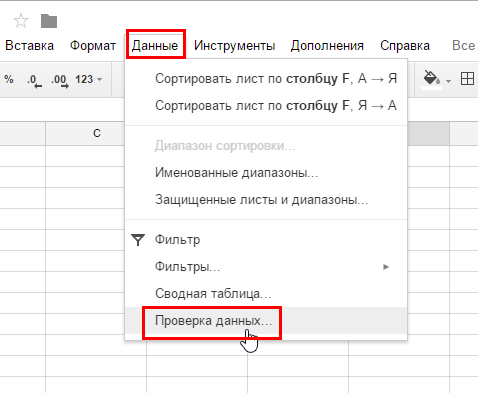 Вставка Формат Данные Инструменты Дополнения Справка Все
% .0 .00 123
Сортировать лист по столбцу F, А → Я
Сортировать лист по столбцу F, Я → А
C
Диапазон сортировки...
Именованные диапазоны...
Защищенные листы и диапазоны...
Фильтр
Фильтры...
Сводная таблица...
Проверка данных...